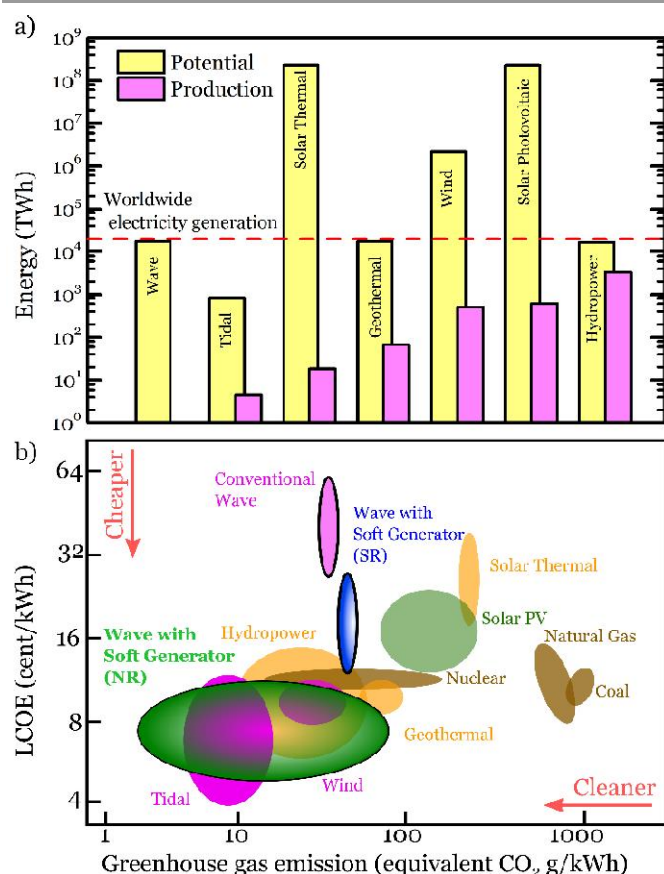 a)
10⁹
10⁸
10⁷
10⁶
10⁵
10⁴
10³
10²
10¹
10⁰
Energy (TWh)
Potential
Production
Worldwide
electricity generation
Wave
Tidal
Solar Thermal
Geothermal
Wind
Solar Photovoltaic
Hydropower
b)
64
32
16
8
4
LCOE (cent/kWh)
Cheaper
Conventional
Wave
Wave with
Soft Generator
(SR)
Solar Thermal
Wave with
Soft Generator
(NR)
Hydropower
Solar PV
Natural Gas
Nuclear
Coal
Geothermal
Tidal
Wind
Cleaner
1
10
100
1000
Greenhouse gas emission (equivalent CO₂ g/kWh)